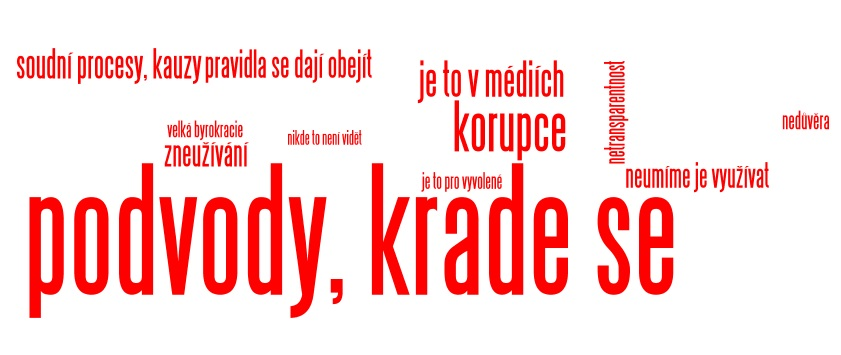 soudní procesy, kauzy
pravidla se dají obejít
je to v médiích
netransparentnost
korupce
nedůvěra
velká byrokracie
nikde to není vidět
zneužívání
je to pro vyvolené
neumíme je využívat
podvody, krade se